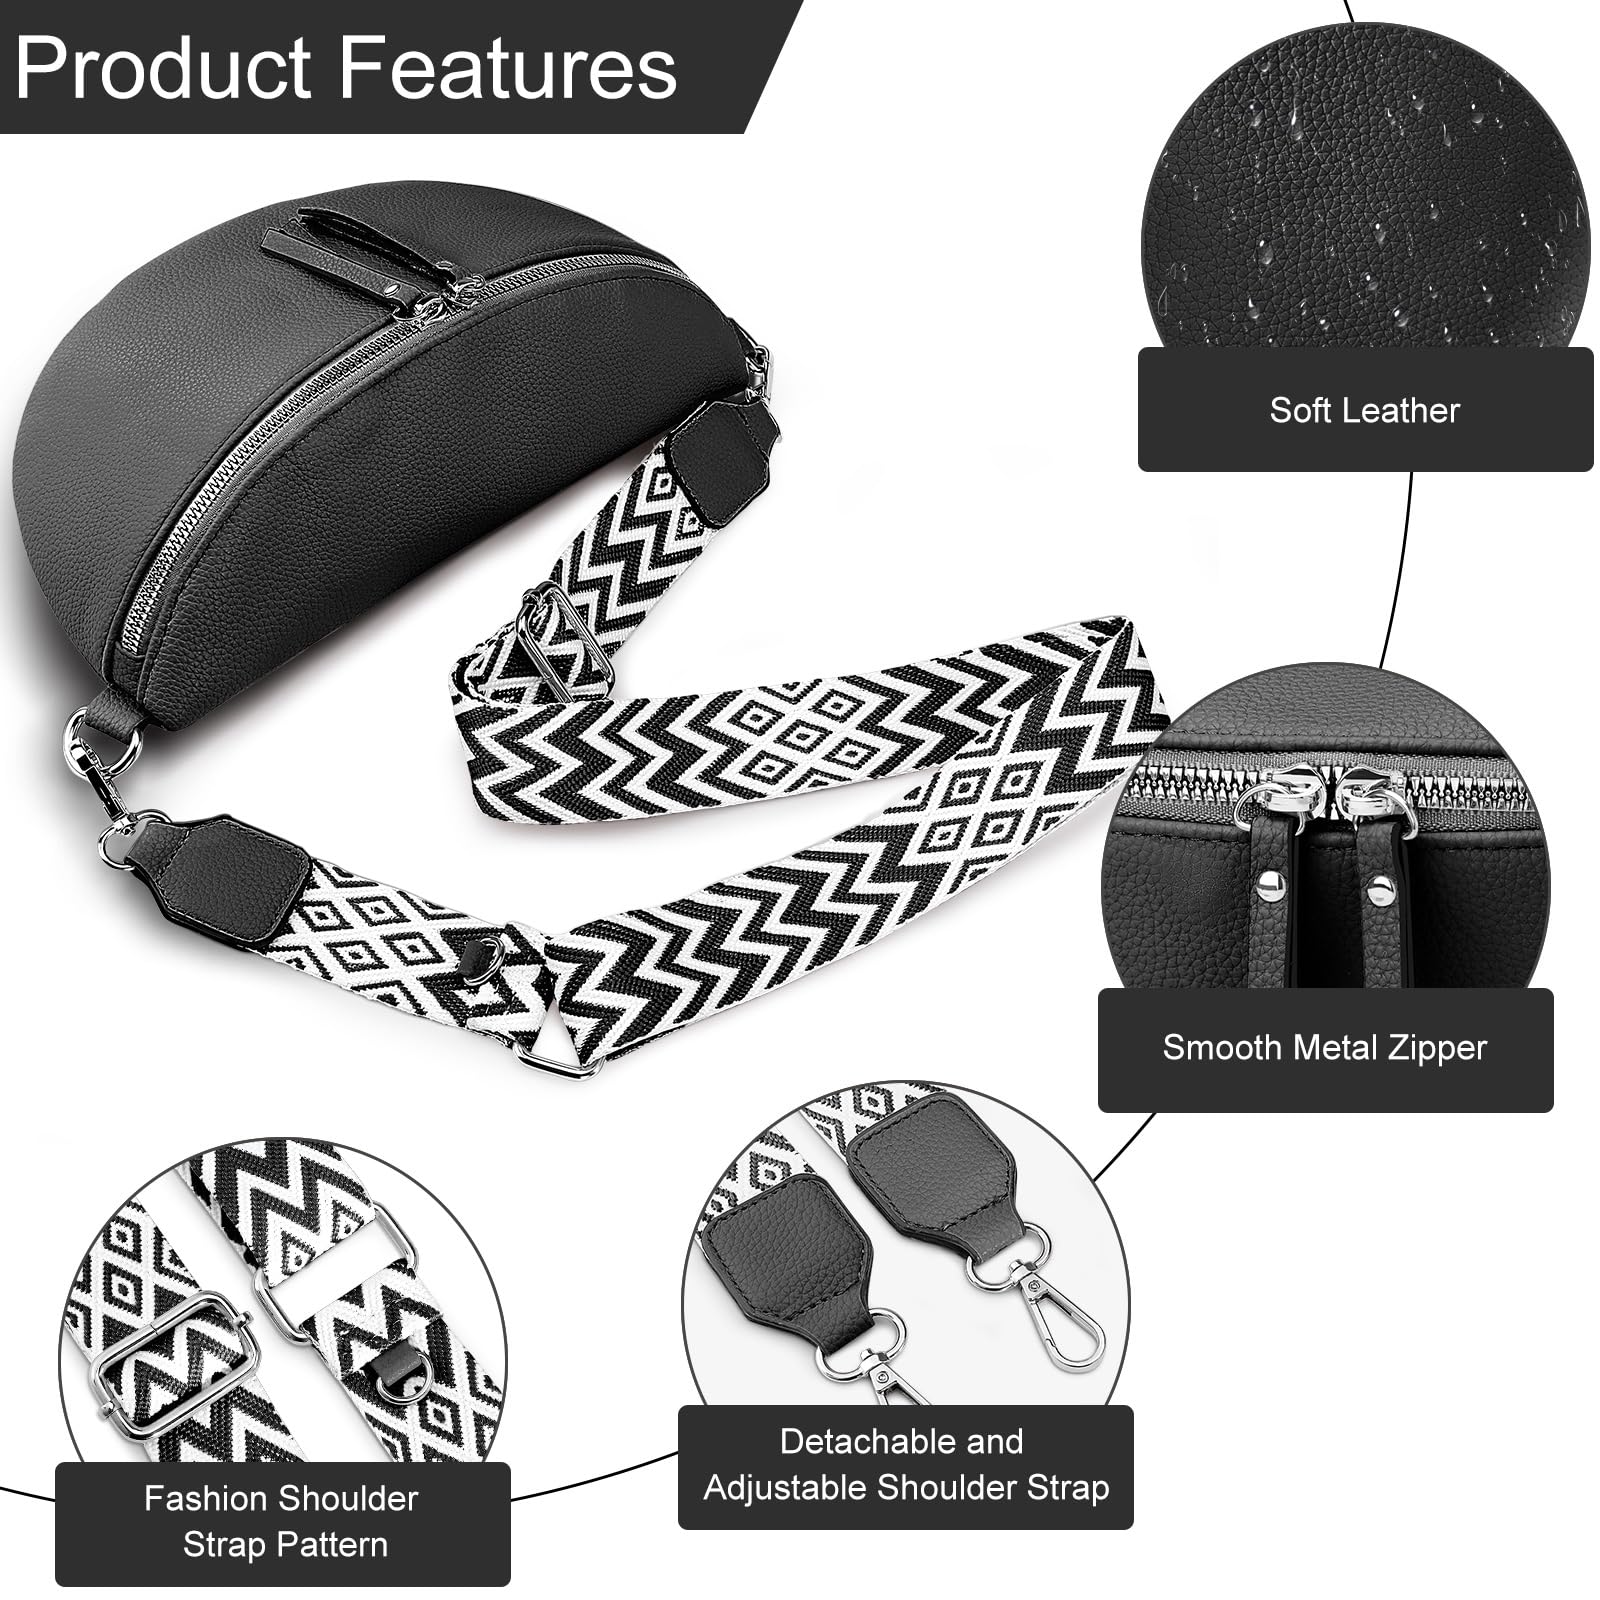 Product Features
Soft Leather
Smooth Metal Zipper
Detachable and
Adjustable Shoulder Strap
Fashion Shoulder
Strap Pattern